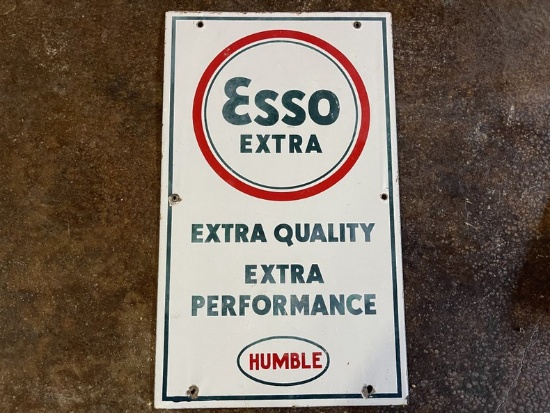 Esso
EXTRA
EXTRA QUALITY
EXTRA
PERFORMANCE
HUMBLE